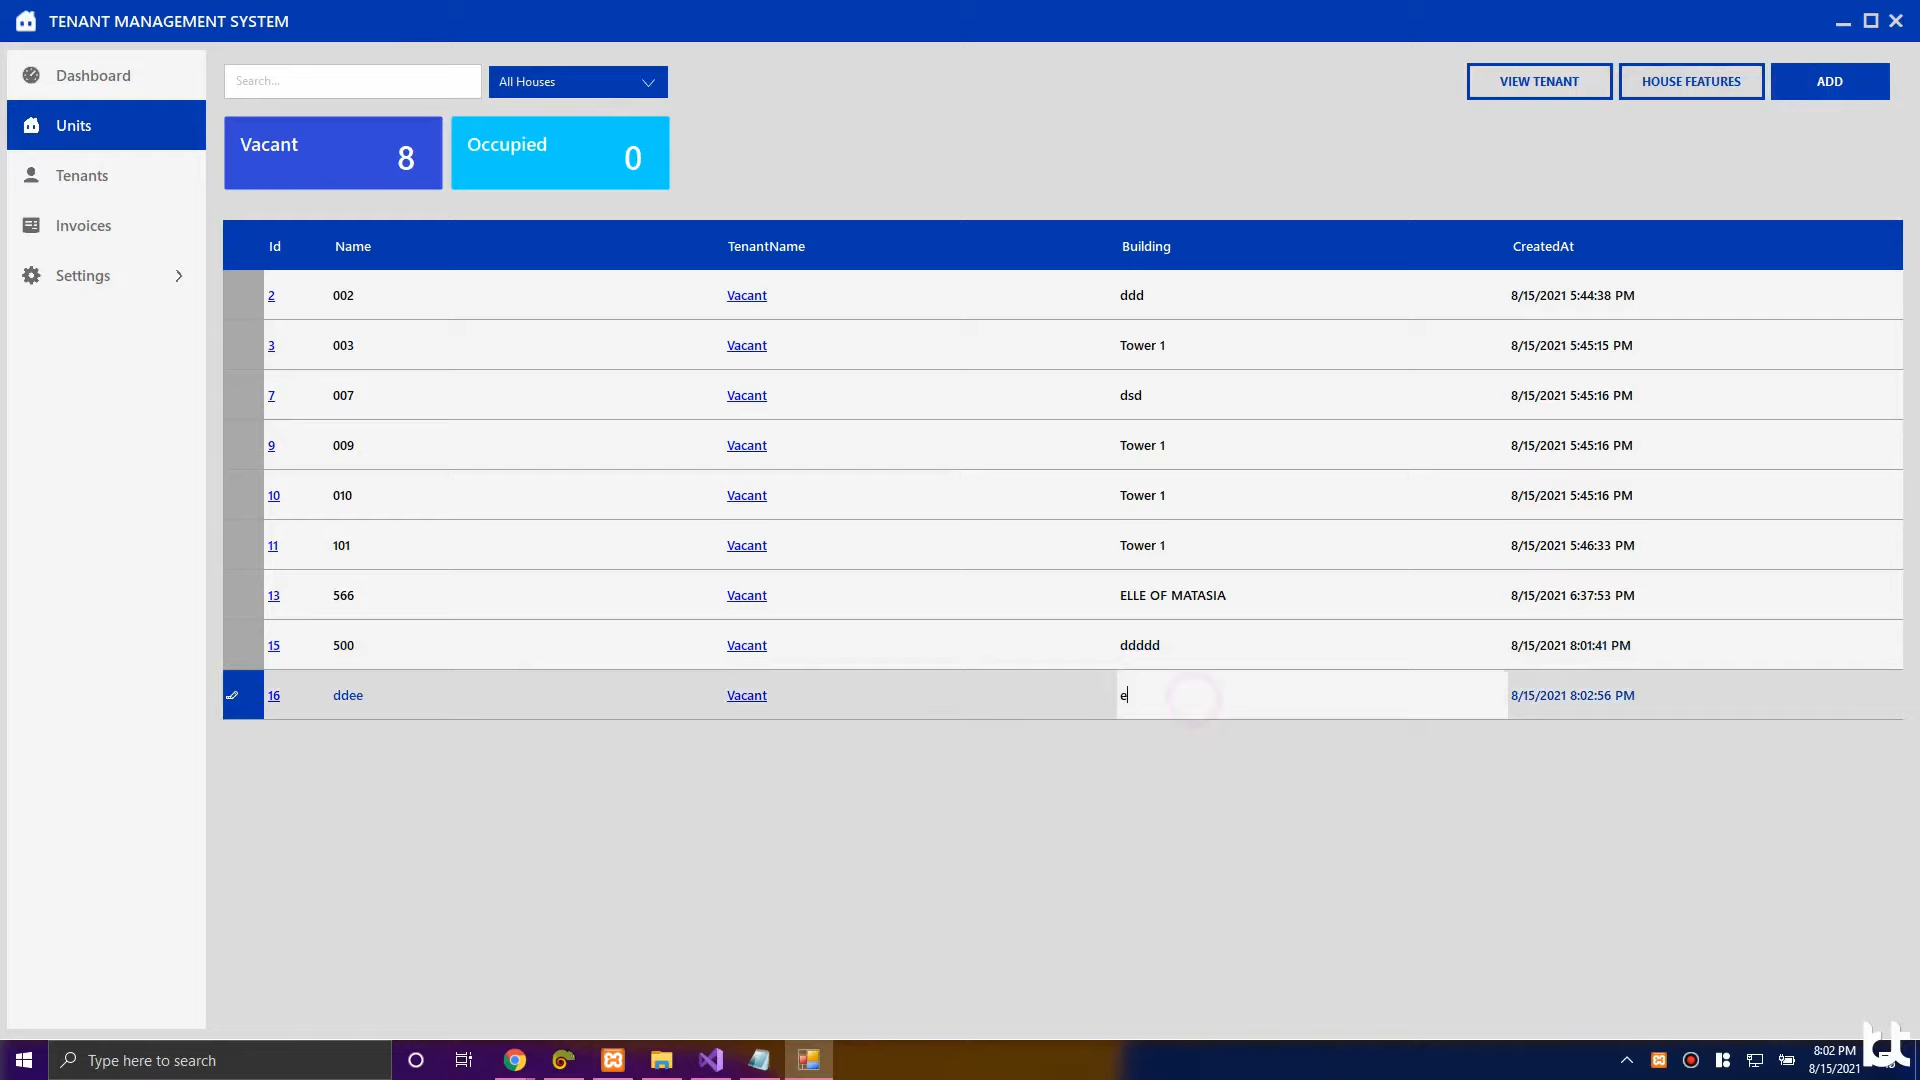 TENANT MANAGEMENT SYSTEM
Dashboard
Units
Tenants
Invoices
Settings
Search...
All Houses
VIEW TENANT
HOUSE FEATURES
ADD
Vacant 8
Occupied 0
Id Name TenantName Building CreatedAt
2 002 Vacant ddd 8/15/2021 5:44:38 PM
3 003 Vacant Tower 1 8/15/2021 5:45:15 PM
7 007 Vacant dsd 8/15/2021 5:45:16 PM
9 009 Vacant Tower 1 8/15/2021 5:45:16 PM
10 010 Vacant Tower 1 8/15/2021 5:45:16 PM
11 101 Vacant Tower 1 8/15/2021 5:46:33 PM
13 566 Vacant ELLE OF MATASIA 8/15/2021 6:37:53 PM
15 500 Vacant ddddd 8/15/2021 8:01:41 PM
16 ddee Vacant e 8/15/2021 8:02:56 PM
Type here to search
8:02 PM
8/15/2021